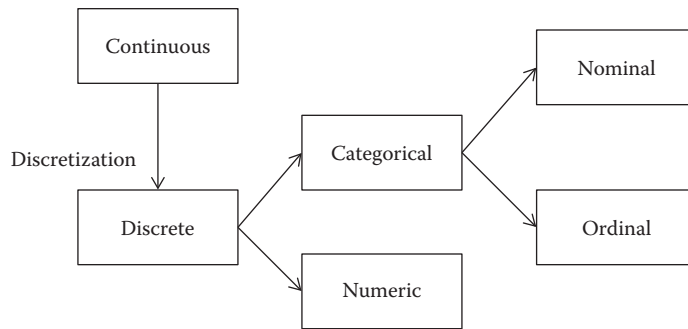 Continuous
Nominal
Categorical
Discretization
Discrete
Ordinal
Numeric